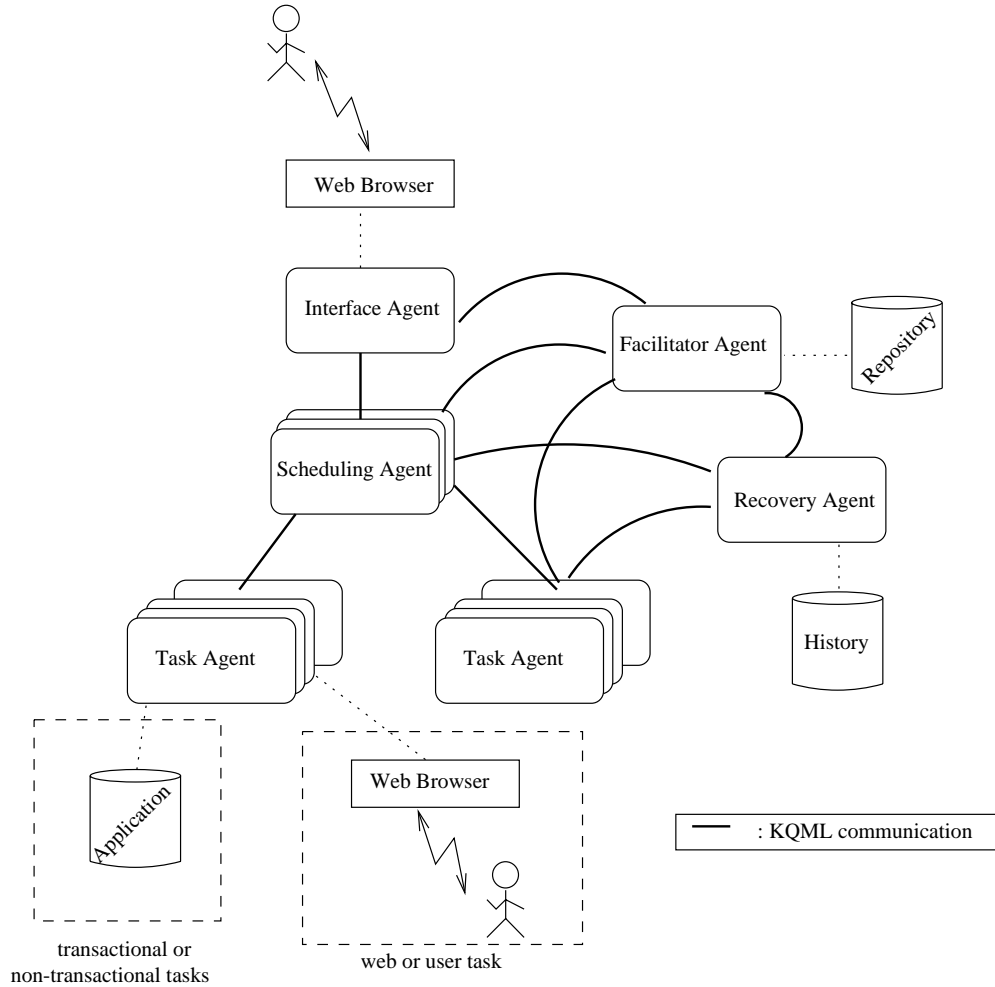 Web Browser
Interface Agent
Facilitator Agent
Repository
Scheduling Agent
Recovery Agent
Task Agent
Task Agent
History
Web Browser
Application
: KQML communication
transactional or
non-transactional tasks
web or user task